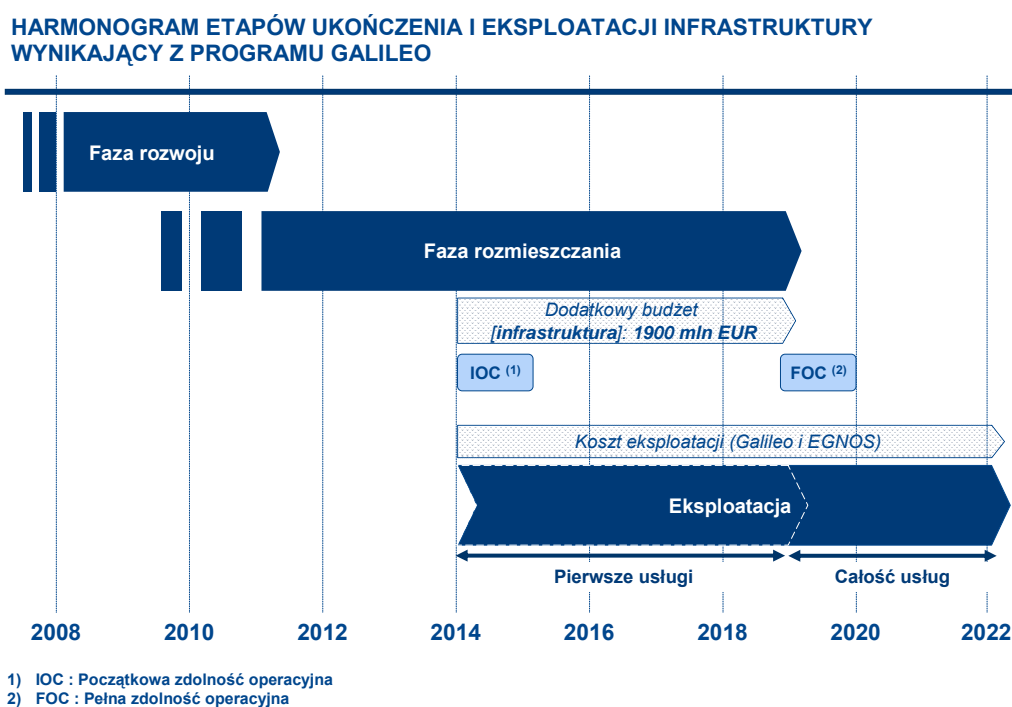 HARMONOGRAM ETAPÓW UKOŃCZENIA I EKSPLOATACJI INFRASTRUKTURY
WYNIKAJĄCY Z PROGRAMU GALILEO
Faza rozwoju
Faza rozmieszczania
Dodatkowy budżet
[infrastruktura]: 1900 mln EUR
IOC (1)
FOC (2)
Koszt eksploatacji (Galileo i EGNOS)
Eksploatacja
Pierwsze usługi
Całość usług
2008
2010
2012
2014
2016
2018
2020
2022
1) IOC : Początkowa zdolność operacyjna
2) FOC : Pełna zdolność operacyjna